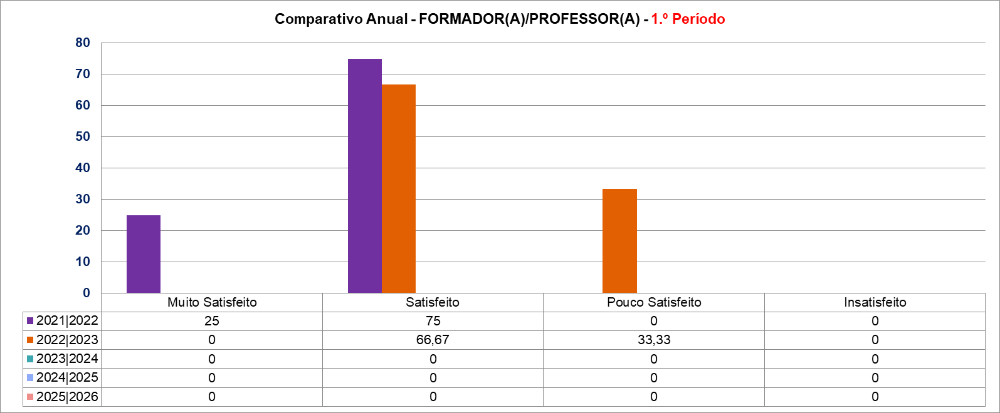 Comparativo Anual - FORMADOR(A)/PROFESSOR(A) - 1.º Período
80
70
60
50
40
30
20
10
0
Muito Satisfeito Satisfeito Pouco Satisfeito Insatisfeito
2021|2022 25 75 0 0
2022|2023 0 66,67 33,33 0
2023|2024 0 0 0 0
2024|2025 0 0 0 0
2025|2026 0 0 0 0